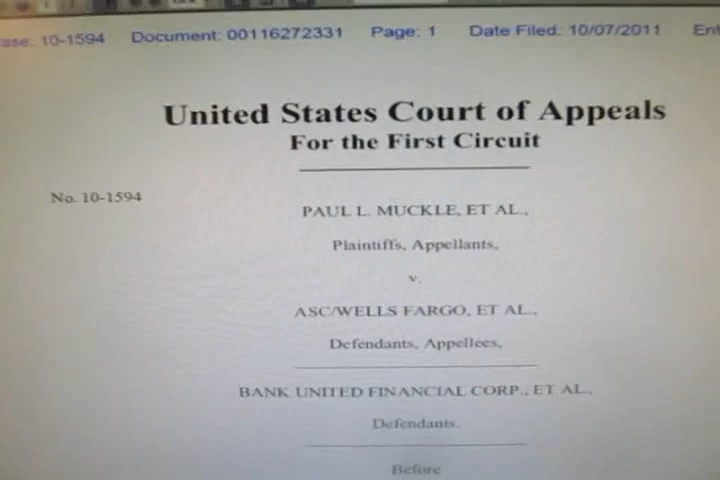 ase: 10-1594 Document: 00116272331 Page: 1 Date Filed: 10/07/2011 Ent
United States Court of Appeals
For the First Circuit
No. 10-1594
PAUL L. MUCKLE, ET AL.,
Plaintiffs, Appellants,
v.
ASC/WELLS FARGO, ET AL.,
Defendants, Appellees,
BANK UNITED FINANCIAL CORP., ET AL.,
Defendants.
Before